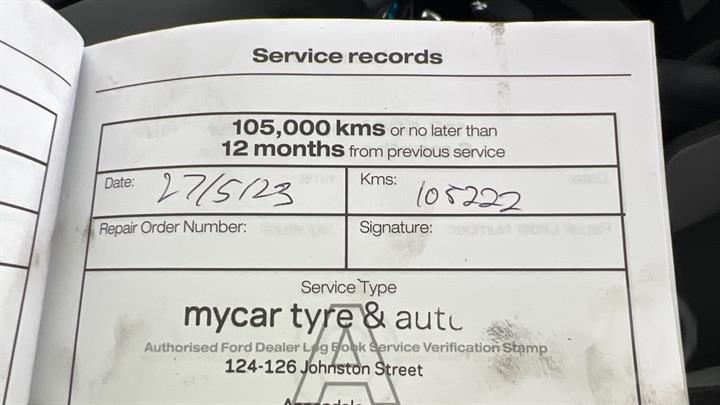 Service records
105,000 kms or no later than
12 months from previous service
Date: 27/5/23
Kms: 105222
Repair Order Number:
Signature:
Service Type
A
mycar tyre & auto
Authorised Ford Dealer Log Book Service Verification Stamp
124-126 Johnston Street